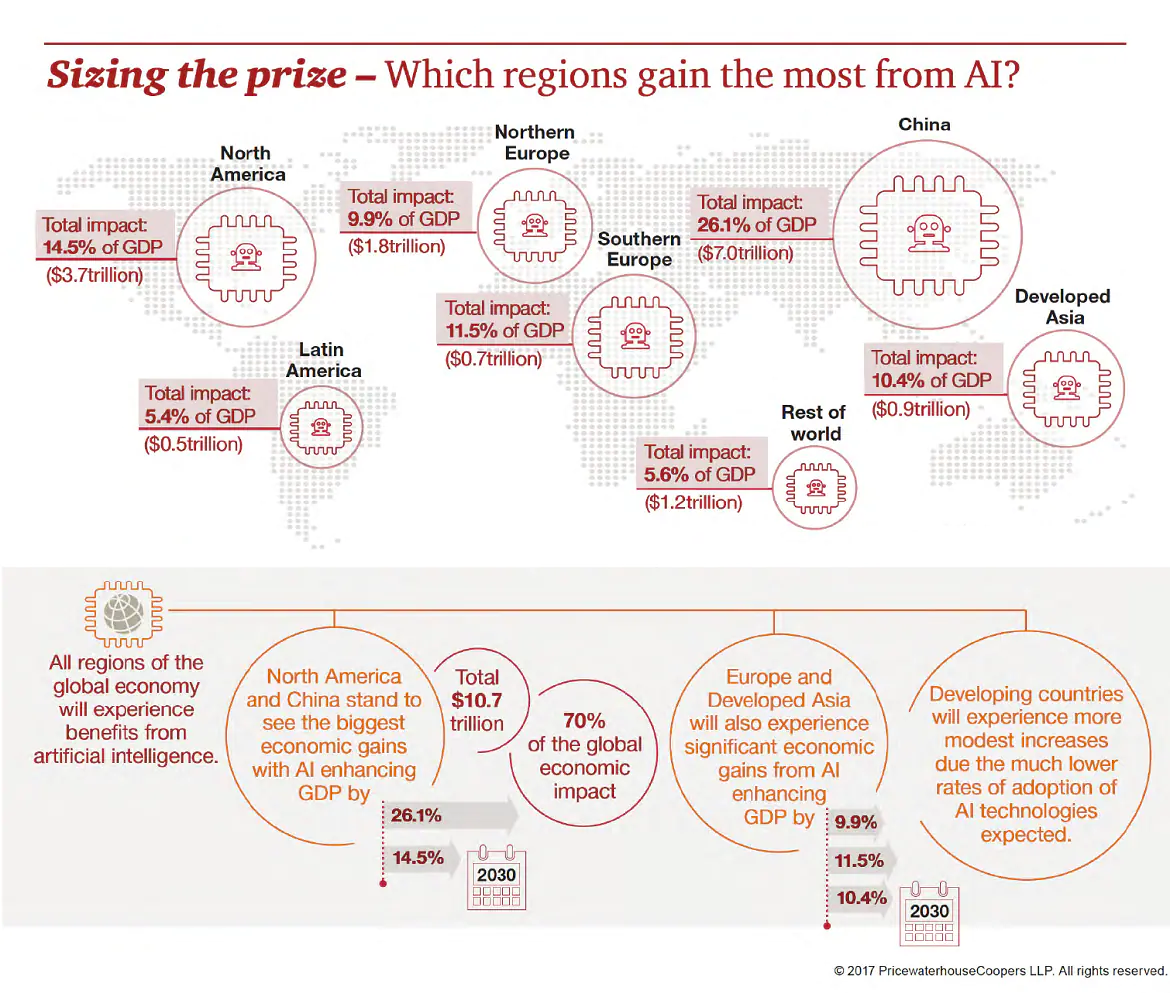 Sizing the prize – Which regions gain the most from AI?
North
America
Total impact:
14.5% of GDP
($3.7trillion)
Northern
Europe
Total impact:
9.9% of GDP
($1.8trillion)
China
Total impact:
26.1% of GDP
($7.0trillion)
Southern
Europe
Total impact:
11.5% of GDP
($0.7trillion)
Developed
Asia
Total impact:
10.4% of GDP
($0.9trillion)
Latin
America
Total impact:
5.4% of GDP
($0.5trillion)
Rest of
world
Total impact:
5.6% of GDP
($1.2trillion)
All regions of the
global economy
will experience
benefits from
artificial intelligence.
North America
and China stand to
see the biggest
economic gains
with AI enhancing
GDP by
26.1%
14.5%
2030
Total
$10.7
trillion
70%
of the global
economic
impact
Europe and
Developed Asia
will also experience
significant economic
gains from AI
enhancing
GDP by
9.9%
11.5%
10.4%
2030
Developing countries
will experience more
modest increases
due the much lower
rates of adoption of
AI technologies
expected.
© 2017 PricewaterhouseCoopers LLP. All rights reserved.